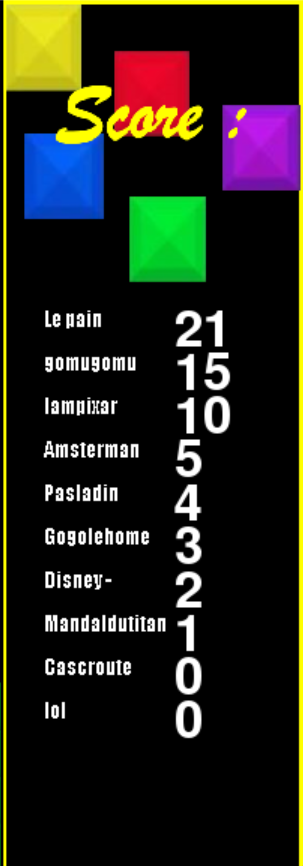 Score :
Le pain 21
gomugomu 15
lampixar 10
Amsterman 5
Pasladin 4
Gogolehome 3
Disney- 2
Mandaldutitan 1
Cascroute 0
lol 0